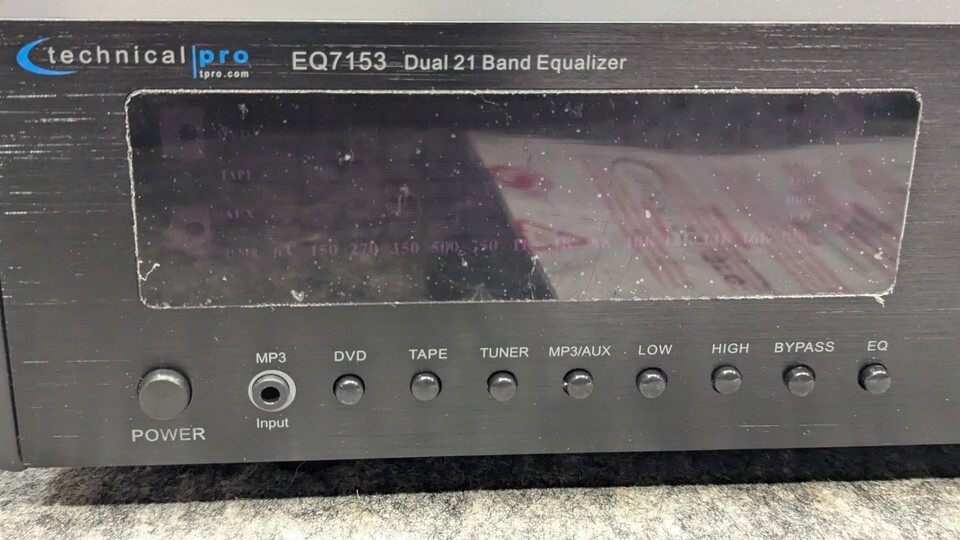 technical pro
tpro.com
EQ7153 Dual 21 Band Equalizer
TAPE
AUX
150 270 350 500 750
MP3
DVD
TAPE
TUNER
MP3/AUX
LOW
HIGH
BYPASS
EQ
POWER
Input